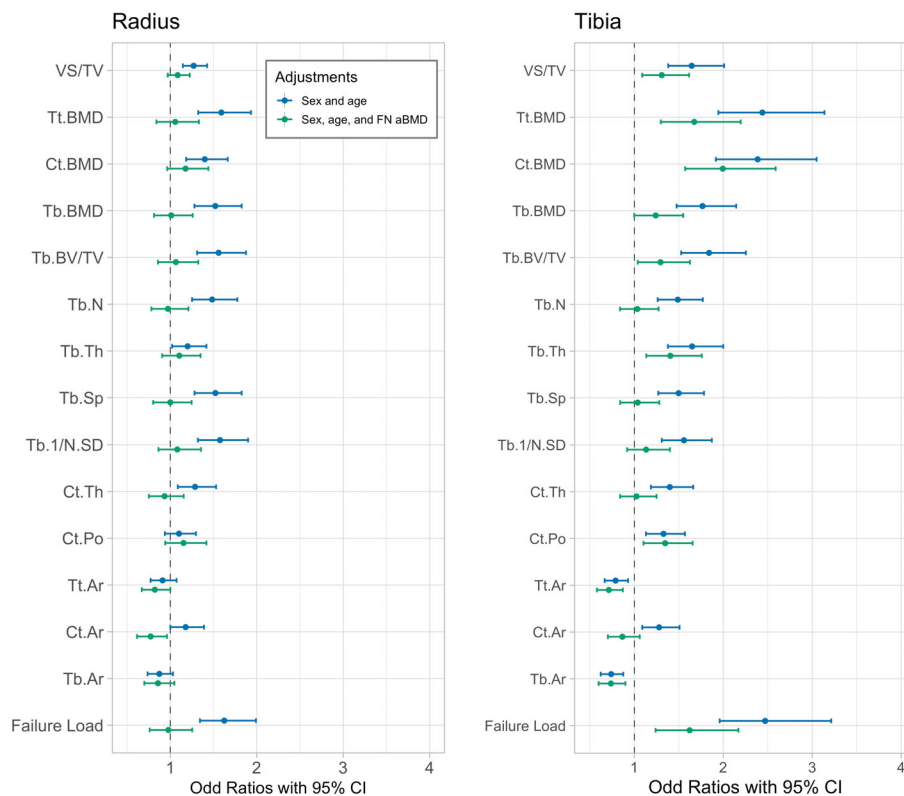 Radius
VS/TV
Tt.BMD
Ct.BMD
Tb.BMD
Tb.BV/TV
Tb.N
Tb.Th
Tb.Sp
Tb.1/N.SD
Ct.Th
Ct.Po
Tt.Ar
Ct.Ar
Tb.Ar
Failure Load
Adjustments
Sex and age
Sex, age, and FN aBMD
1 2 3 4
Odd Ratios with 95% CI
Tibia
VS/TV
Tt.BMD
Ct.BMD
Tb.BMD
Tb.BV/TV
Tb.N
Tb.Th
Tb.Sp
Tb.1/N.SD
Ct.Th
Ct.Po
Tt.Ar
Ct.Ar
Tb.Ar
Failure Load
1 2 3 4
Odd Ratios with 95% CI